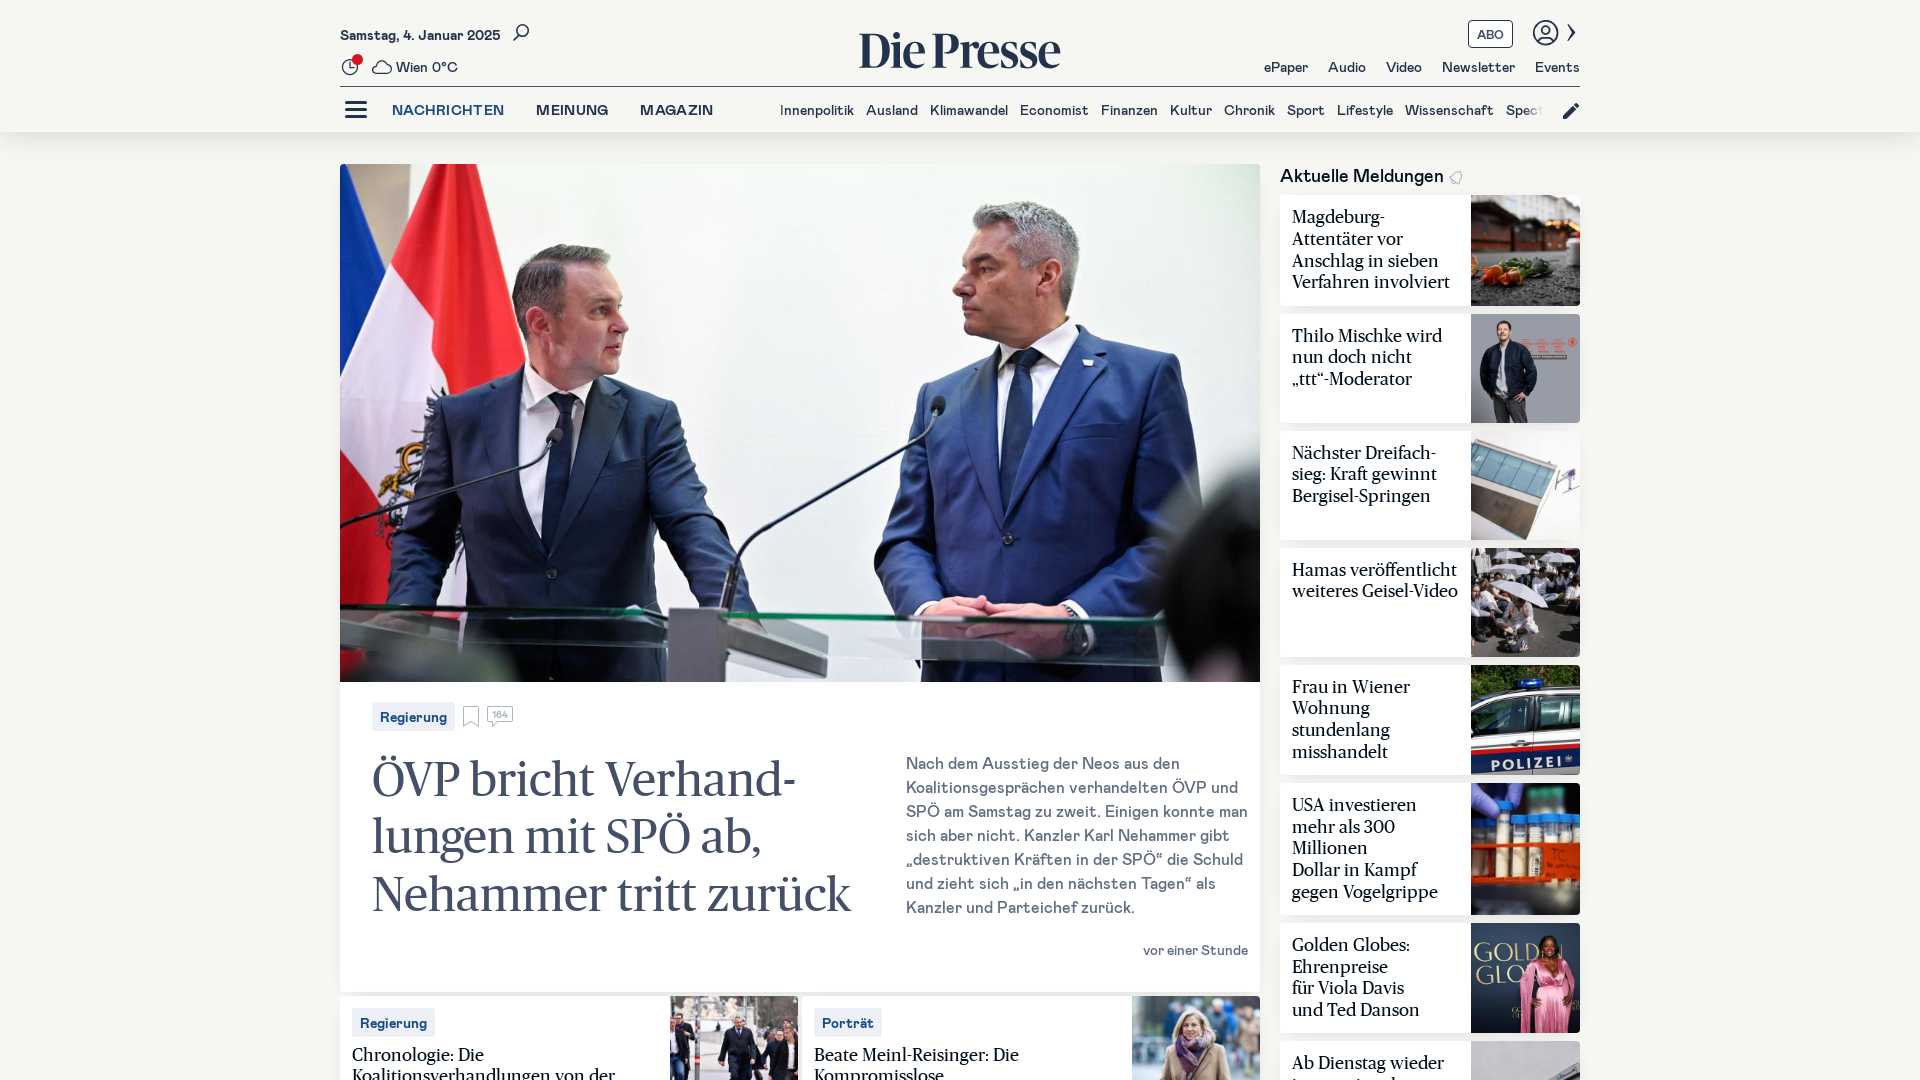 Samstag, 4. Januar 2025
Wien 0°C
Die Presse
ABO
ePaper Audio Video Newsletter Events
NACHRICHTEN MEINUNG MAGAZIN
Innenpolitik Ausland Klimawandel Economist Finanzen Kultur Chronik Sport Lifestyle Wissenschaft Spect
Regierung
164
ÖVP bricht Verhand-
lungen mit SPÖ ab,
Nehammer tritt zurück
Nach dem Ausstieg der Neos aus den
Koalitionsgesprächen verhandelten ÖVP und
SPÖ am Samstag zu zweit. Einigen konnte man
sich aber nicht. Kanzler Karl Nehammer gibt
„destruktiven Kräften in der SPÖ“ die Schuld
und zieht sich „in den nächsten Tagen“ als
Kanzler und Parteichef zurück.
vor einer Stunde
Regierung
Chronologie: Die
Koalitionsverhandlungen von der
Porträt
Beate Meinl-Reisinger: Die
Kompromisslose
Aktuelle Meldungen
Magdeburg-
Attentäter vor
Anschlag in sieben
Verfahren involviert
Thilo Mischke wird
nun doch nicht
„ttt“-Moderator
Nächster Dreifach-
sieg: Kraft gewinnt
Bergisel-Springen
Hamas veröffentlicht
weiteres Geisel-Video
Frau in Wiener
Wohnung
stundenlang
misshandelt
POLIZEI
USA investieren
mehr als 300
Millionen
Dollar in Kampf
gegen Vogelgrippe
Golden Globes:
Ehrenpreise
für Viola Davis
und Ted Danson
GOLDEN
GLO
Ab Dienstag wieder